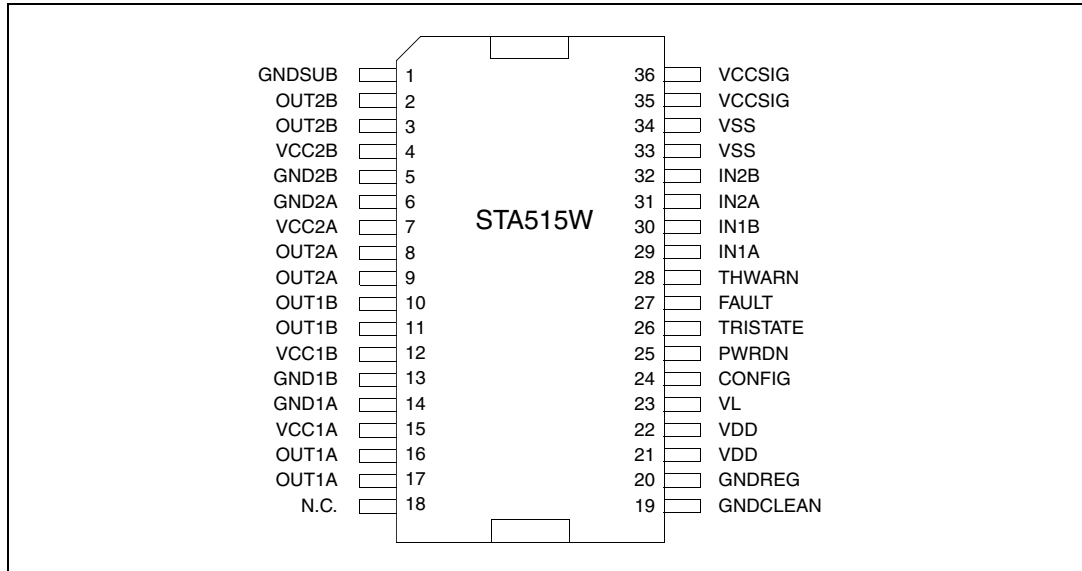 GNDSUB 1 36 VCCSIG
OUT2B 2 35 VCCSIG
OUT2B 3 34 VSS
VCC2B 4 33 VSS
GND2B 5 32 IN2B
GND2A 6 31 IN2A
VCC2A 7 STA515W 30 IN1B
OUT2A 8 29 IN1A
OUT2A 9 28 THWARN
OUT1B 10 27 FAULT
OUT1B 11 26 TRISTATE
VCC1B 12 25 PWRDN
GND1B 13 24 CONFIG
GND1A 14 23 VL
VCC1A 15 22 VDD
OUT1A 16 21 VDD
OUT1A 17 20 GNDREG
N.C. 18 19 GNDCLEAN